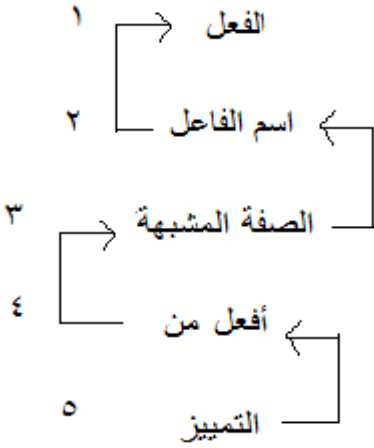 ١ الفعل
٢ اسم الفاعل
٣ الصفة المشبهة
٤ أفعل من
٥ التمييز